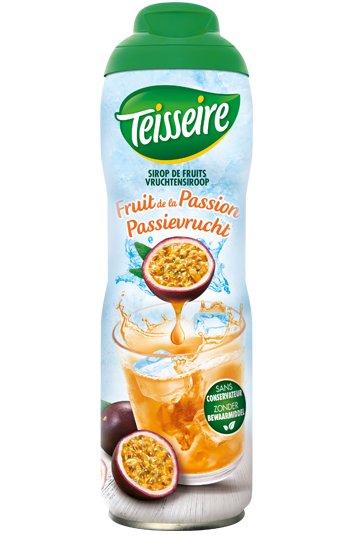 Teisseire
SIROP DE FRUITS
VRUCHTENSIROOP
Fruit de la Passion
Passievrucht
SANS
CONSERVATEUR
ZONDER
BEWAARMIDDEL